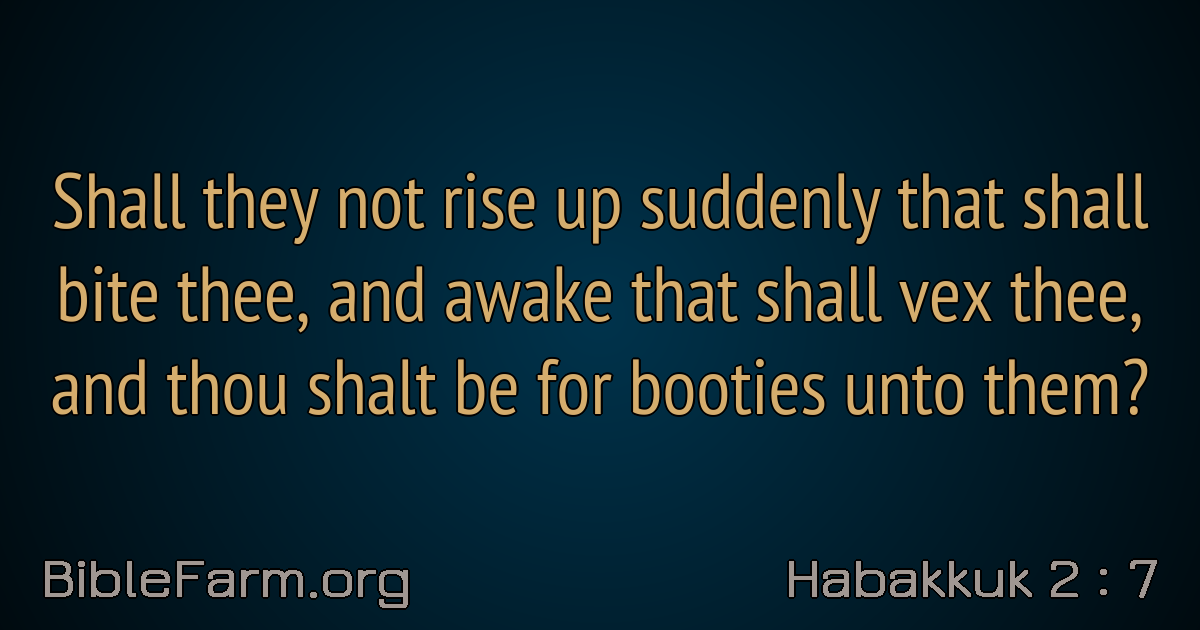 Shall they not rise up suddenly that shall
bite thee, and awake that shall vex thee,
and thou shalt be for booties unto them?
BibleFarm.org
Habakkuk 2 : 7